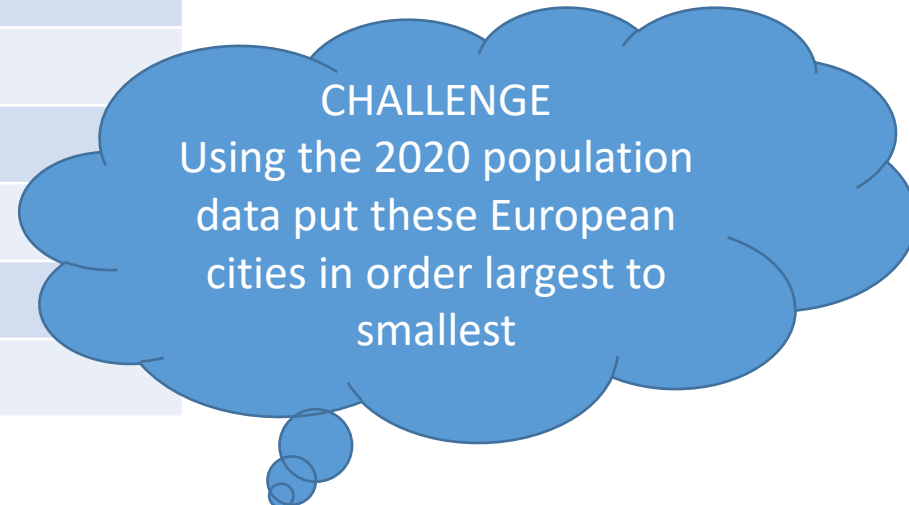 CHALLENGE
Using the 2020 population
data put these European
cities in order largest to
smallest